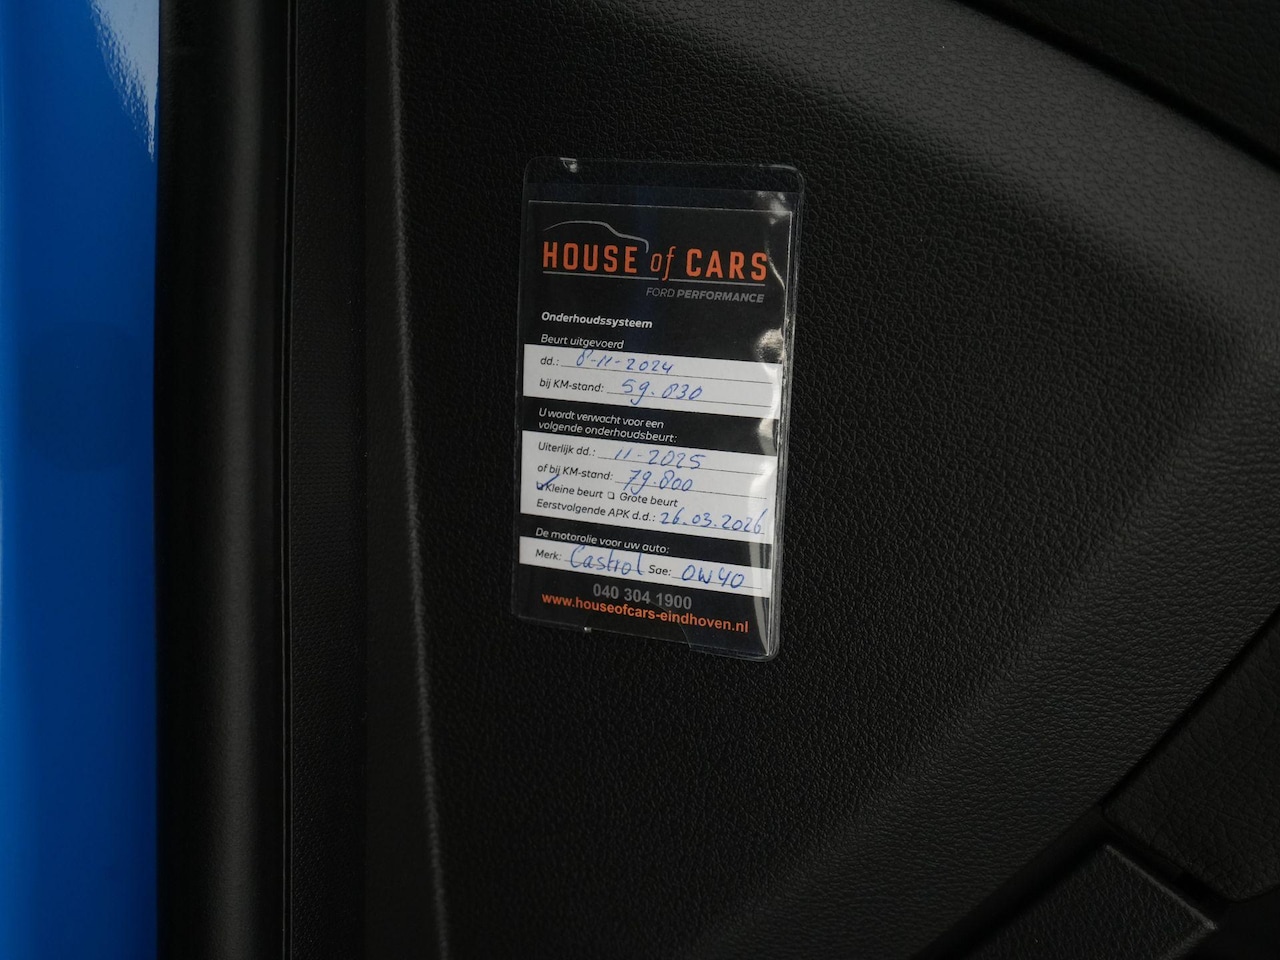 HOUSE of CARS
FORD PERFORMANCE
Onderhoudssysteem
Beurt uitgevoerd
dd.: 8-11-2024
bij KM-stand: 59.830
U wordt verwacht voor een
volgende onderhoudsbeurt:
Uiterlijk dd.: 11-2025
of bij KM-stand: 79.800
Kleine beurt Grote beurt
Eerstvolgende APK d.d.: 26.03.2026
De motorolie voor uw auto:
Merk: Castrol Sae: 0W40
040 304 1900
www.houseofcars-eindhoven.nl